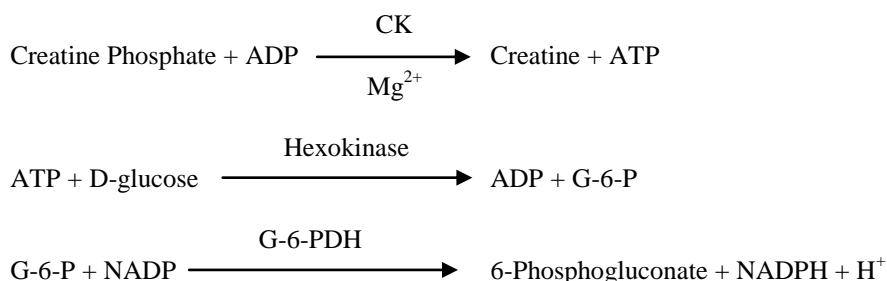 CK
Creatine Phosphate + ADP Creatine + ATP
Mg²⁺
Hexokinase
ATP + D-glucose ADP + G-6-P
G-6-PDH
G-6-P + NADP 6-Phosphogluconate + NADPH + H⁺